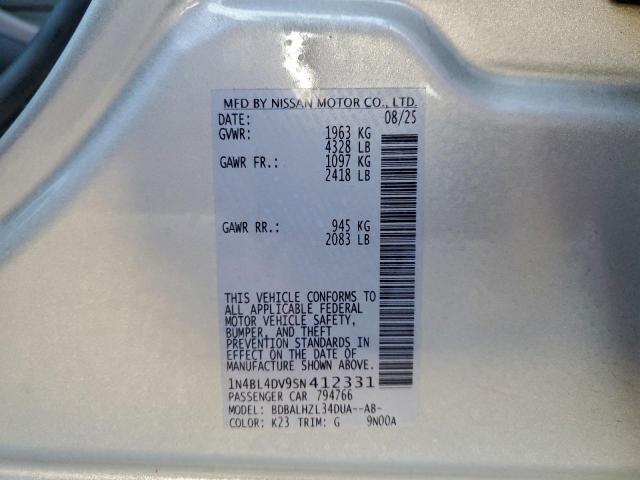 MFD BY NISSAN MOTOR CO., LTD.
DATE: 08/25
GVWR: 1963 KG
4328 LB
GAWR FR.: 1097 KG
2418 LB
GAWR RR.: 945 KG
2083 LB
THIS VEHICLE CONFORMS TO
ALL APPLICABLE FEDERAL
MOTOR VEHICLE SAFETY,
BUMPER, AND THEFT
PREVENTION STANDARDS IN
EFFECT ON THE DATE OF
MANUFACTURE SHOWN ABOVE.
1N4BL4DV9SN412331
PASSENGER CAR 794766
MODEL: BDBALHZL34DUA--AB-
COLOR: K23 TRIM: G 9N00A